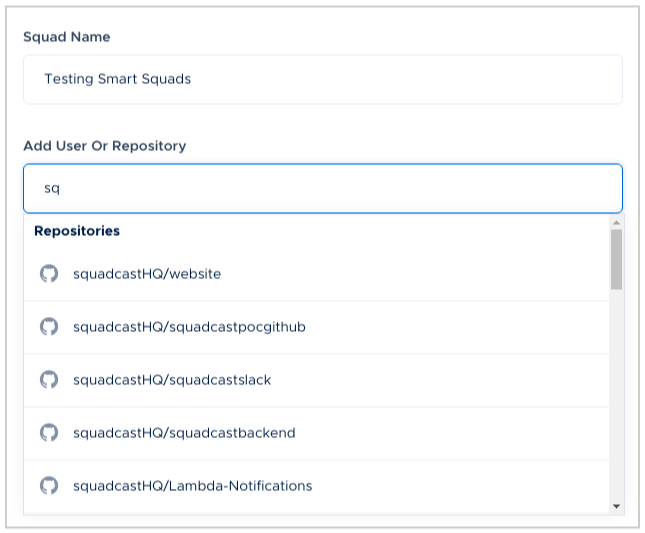 Squad Name
Testing Smart Squads
Add User Or Repository
sq
Repositories
squadcastHQ/website
squadcastHQ/squadcastpocgithub
squadcastHQ/squadcastslack
squadcastHQ/squadcastbackend
squadcastHQ/Lambda-Notifications